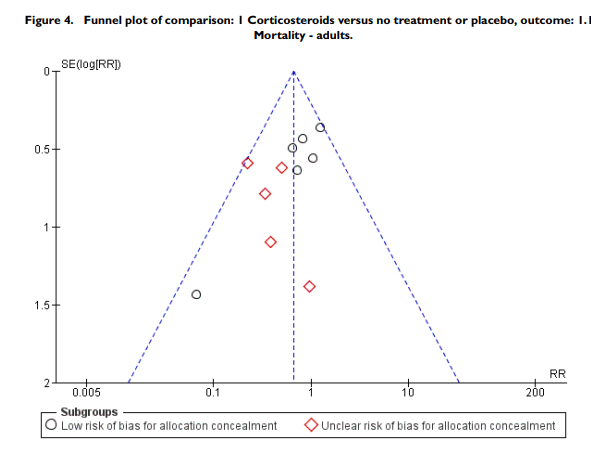 Figure 4. Funnel plot of comparison: 1 Corticosteroids versus no treatment or placebo, outcome: 1.1
Mortality - adults.
SE(log[RR])
0
0.5
1
1.5
2
RR
0.005
0.1
1
10
200
Subgroups
Low risk of bias for allocation concealment
Unclear risk of bias for allocation concealment